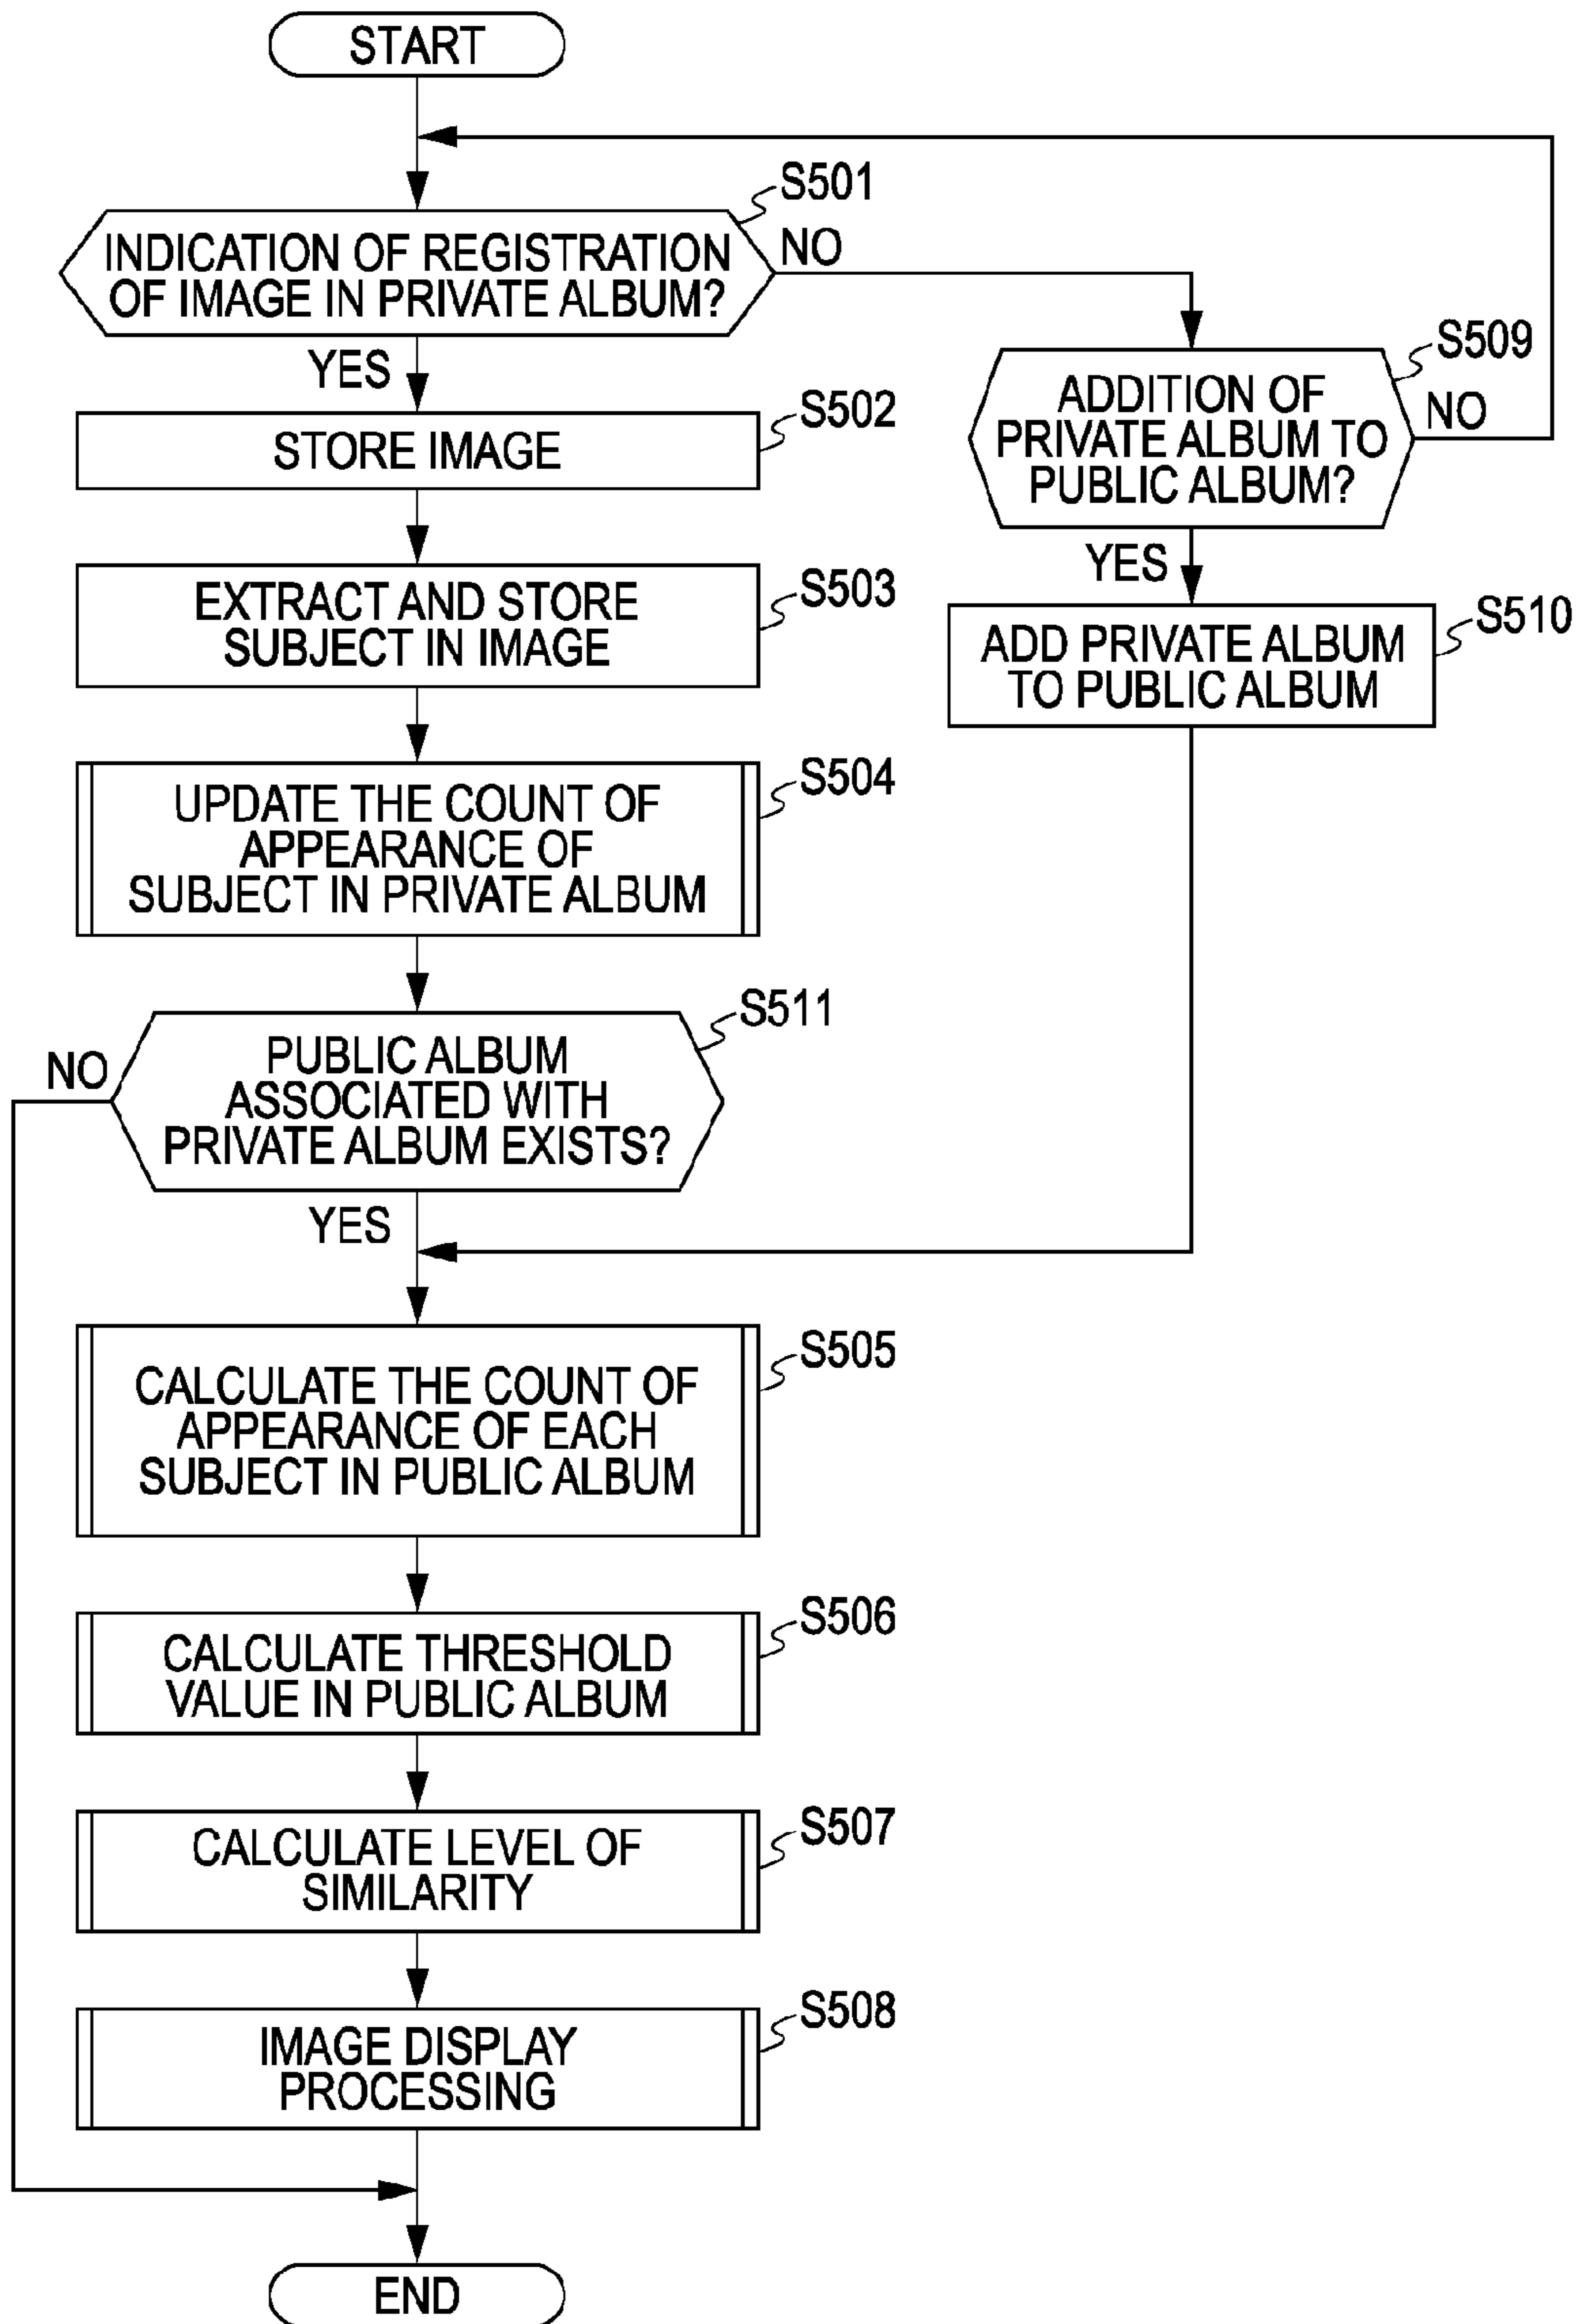 START
S501
INDICATION OF REGISTRATION
OF IMAGE IN PRIVATE ALBUM?
NO
YES
S509
ADDITION OF
PRIVATE ALBUM TO
PUBLIC ALBUM?
NO
YES
S502
STORE IMAGE
S503
EXTRACT AND STORE
SUBJECT IN IMAGE
S510
ADD PRIVATE ALBUM
TO PUBLIC ALBUM
S504
UPDATE THE COUNT OF
APPEARANCE OF
SUBJECT IN PRIVATE ALBUM
S511
PUBLIC ALBUM
ASSOCIATED WITH
PRIVATE ALBUM EXISTS?
NO
YES
S505
CALCULATE THE COUNT OF
APPEARANCE OF EACH
SUBJECT IN PUBLIC ALBUM
S506
CALCULATE THRESHOLD
VALUE IN PUBLIC ALBUM
S507
CALCULATE LEVEL OF
SIMILARITY
S508
IMAGE DISPLAY
PROCESSING
END